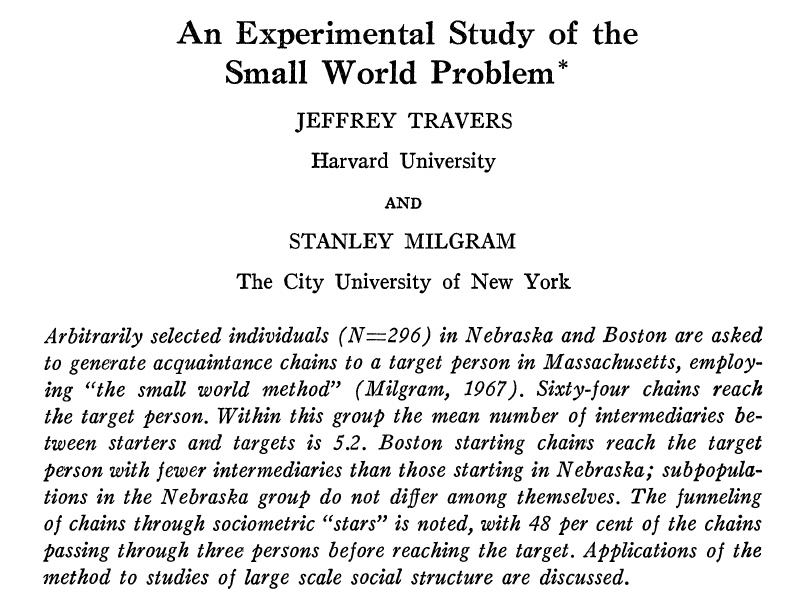 An Experimental Study of the
Small World Problem*
JEFFREY TRAVERS
Harvard University
AND
STANLEY MILGRAM
The City University of New York
Arbitrarily selected individuals (N=296) in Nebraska and Boston are asked
to generate acquaintance chains to a target person in Massachusetts, employ-
ing “the small world method” (Milgram, 1967). Sixty-four chains reach
the target person. Within this group the mean number of intermediaries be-
tween starters and targets is 5.2. Boston starting chains reach the target
person with fewer intermediaries than those starting in Nebraska; subpopula-
tions in the Nebraska group do not differ among themselves. The funneling
of chains through sociometric “stars” is noted, with 48 per cent of the chains
passing through three persons before reaching the target. Applications of the
method to studies of large scale social structure are discussed.